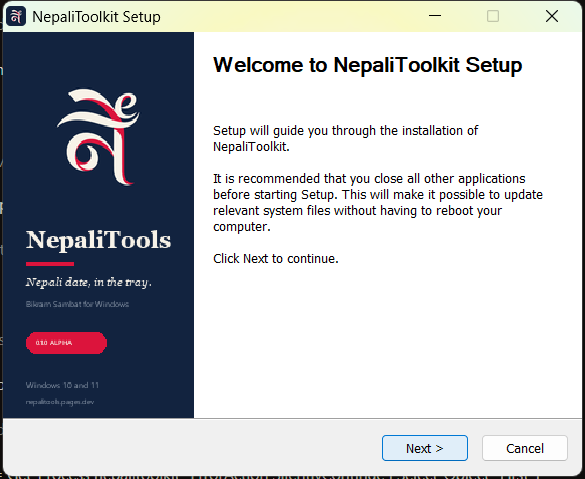 NepaliToolkit Setup
Welcome to NepaliToolkit Setup
Setup will guide you through the installation of
NepaliToolkit.
It is recommended that you close all other applications
before starting Setup. This will make it possible to update
relevant system files without having to reboot your
computer.
Click Next to continue.
ने
NepaliTools
Nepali date, in the tray.
Bikram Sambat for Windows
0.1.0 ALPHA
Windows 10 and 11
nepalitools.pages.dev
Next >
Cancel